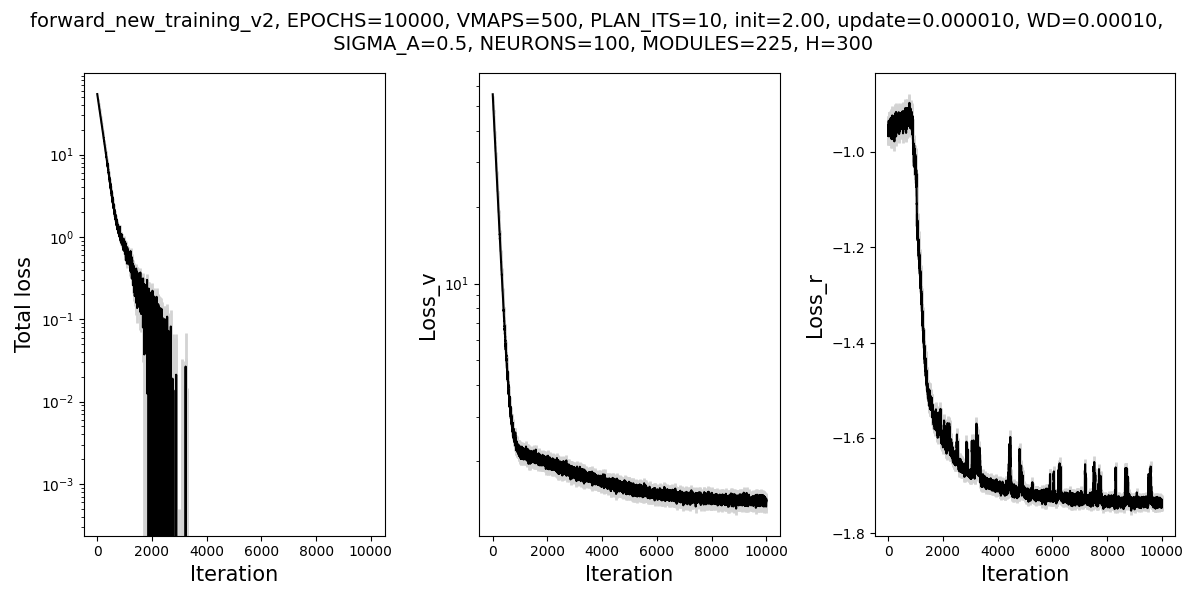 forward_new_training_v2, EPOCHS=10000, VMAPS=500, PLAN_ITS=10, init=2.00, update=0.000010, WD=0.00010,
SIGMA_A=0.5, NEURONS=100, MODULES=225, H=300
Total loss
10¹
10⁰
10⁻¹
10⁻²
10⁻³
0 2000 4000 6000 8000 10000
Iteration
Loss_v
10¹
0 2000 4000 6000 8000 10000
Iteration
Loss_r
−1.0
−1.2
−1.4
−1.6
−1.8
0 2000 4000 6000 8000 10000
Iteration